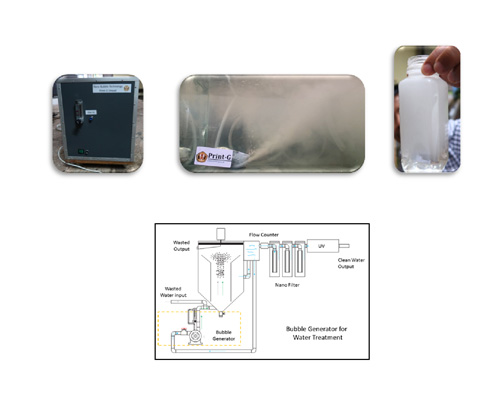 Print-G
Flow Counter
Wasted
Output
UV
Clean Water
Output
Nano Filter
Wasted
Water Input
Bubble
Generator
Bubble Generator for
Water Treatment